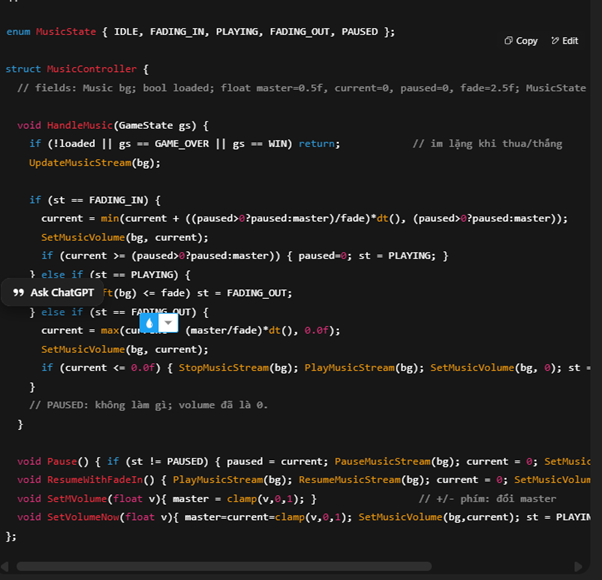 enum MusicState { IDLE, FADING_IN, PLAYING, FADING_OUT, PAUSED };
Copy Edit
struct MusicController {
// fields: Music bg; bool loaded; float master=0.5f, current=0, paused=0, fade=2.5f; MusicState
void HandleMusic(GameState gs) {
if (!loaded || gs == GAME_OVER || gs == WIN) return; // im lặng khi thua/thắng
UpdateMusicStream(bg);
if (st == FADING_IN) {
current = min(current + ((paused>0?paused:master)/fade)*dt(), (paused>0?paused:master));
SetMusicVolume(bg, current);
if (current >= (paused>0?paused:master)) { paused=0; st = PLAYING; }
} else if (st == PLAYING) {
Ask ChatGPT
(bg) <= fade) st = FADING_OUT;
} else if (st == FADING_OUT) {
current = max( (master/fade)*dt(), 0.0f);
SetMusicVolume(bg, current);
if (current <= 0.0f) { StopMusicStream(bg); PlayMusicStream(bg); SetMusicVolume(bg, 0); st =
}
// PAUSED: không làm gì; volume đã là 0.
}
void Pause() { if (st != PAUSED) { paused = current; PauseMusicStream(bg); current = 0; SetMusic
void ResumeWithFadeIn() { PlayMusicStream(bg); ResumeMusicStream(bg); current = 0; SetMusicVolum
void SetMVolume(float v){ master = clamp(v,0,1); } // +/- phím: đổi master
void SetVolumeNow(float v){ master=current=clamp(v,0,1); SetMusicVolume(bg,current); st = PLAYIN
};